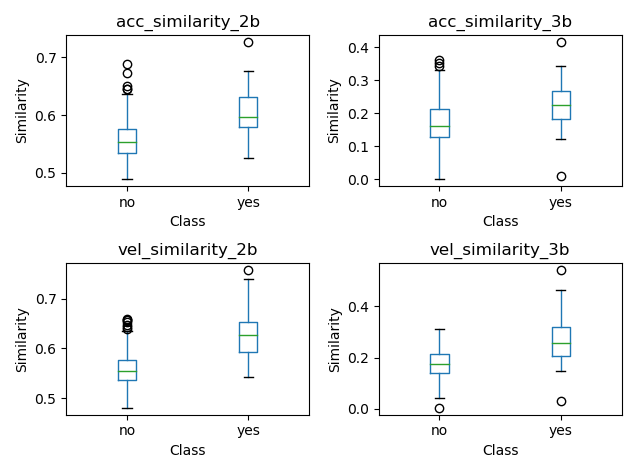 acc_similarity_2b
Similarity
0.7
0.6
0.5
no yes
Class
acc_similarity_3b
Similarity
0.4
0.3
0.2
0.1
0.0
no yes
Class
vel_similarity_2b
Similarity
0.7
0.6
0.5
no yes
Class
vel_similarity_3b
Similarity
0.4
0.2
0.0
no yes
Class